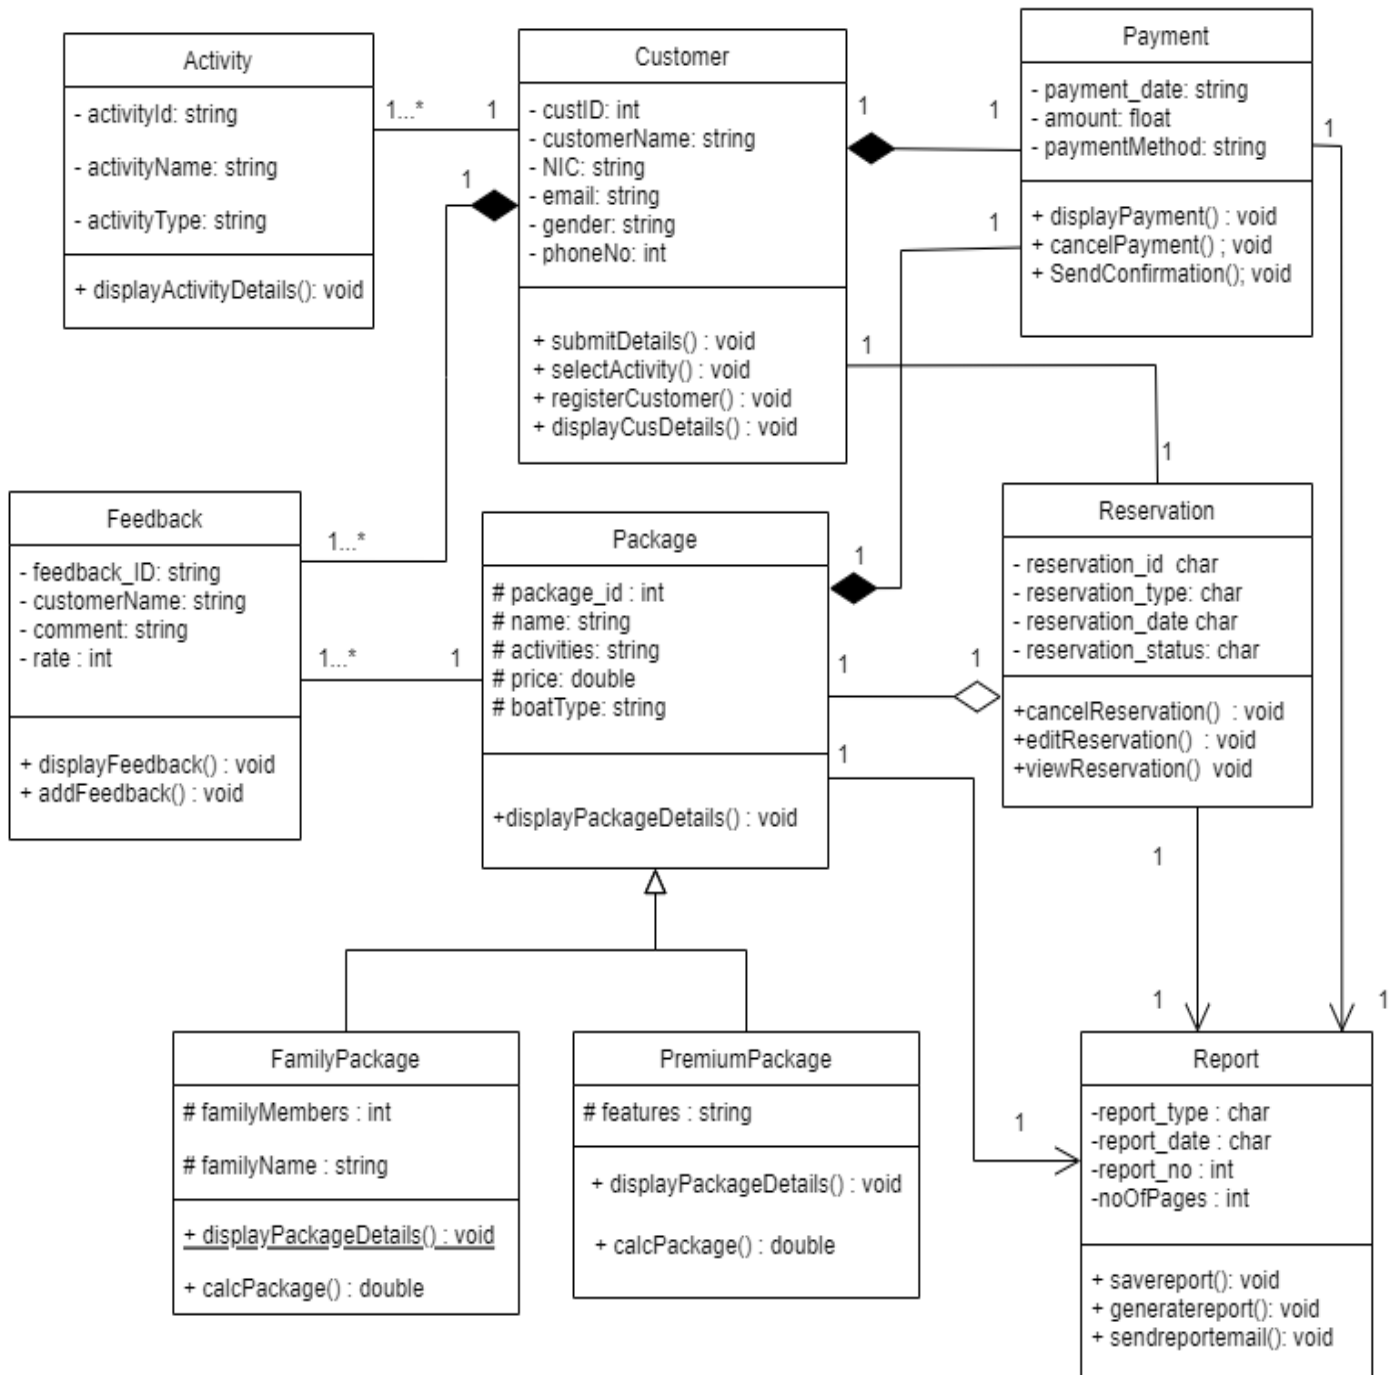 Activity
- activityId: string
- activityName: string
- activityType: string
+ displayActivityDetails(): void
1...*
1
Customer
- custID: int
- customerName: string
- NIC: string
- email: string
- gender: string
- phoneNo: int
+ submitDetails() : void
+ selectActivity() : void
+ registerCustomer() : void
+ displayCusDetails() : void
1
1
1
Payment
- payment_date: string
- amount: float
- paymentMethod: string
+ displayPayment() : void
+ cancelPayment() ; void
+ SendConfirmation(); void
1
1
1
1
Feedback
- feedback_ID: string
- customerName: string
- comment: string
- rate : int
+ displayFeedback() : void
+ addFeedback() : void
1...*
1...*
1
Package
# package_id : int
# name: string
# activities: string
# price: double
# boatType: string
+displayPackageDetails() : void
1
1
1
1
Reservation
- reservation_id  char
- reservation_type: char
- reservation_date char
- reservation_status: char
+cancelReservation()  : void
+editReservation()  : void
+viewReservation()  void
1
1
1
1
FamilyPackage
# familyMembers : int
# familyName : string
+ displayPackageDetails() : void
+ calcPackage() : double
PremiumPackage
# features : string
+ displayPackageDetails() : void
+ calcPackage() : double
1
Report
-report_type : char
-report_date : char
-report_no : int
-noOfPages : int
+ savereport(): void
+ generatereport(): void
+ sendreportemail(): void